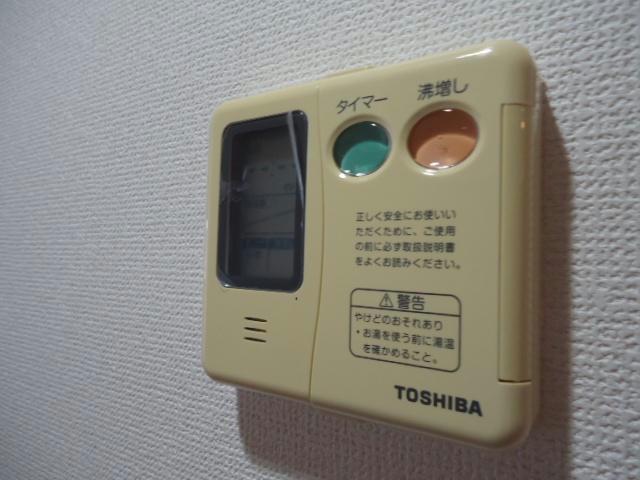 タイマー
沸増し
正しく安全にお使いい
ただくために、ご使用
の前に必ず取扱説明書
をよくお読みください。
⚠警告
やけどのおそれあり
・お湯を使う前に湯温
を確かめること。
TOSHIBA